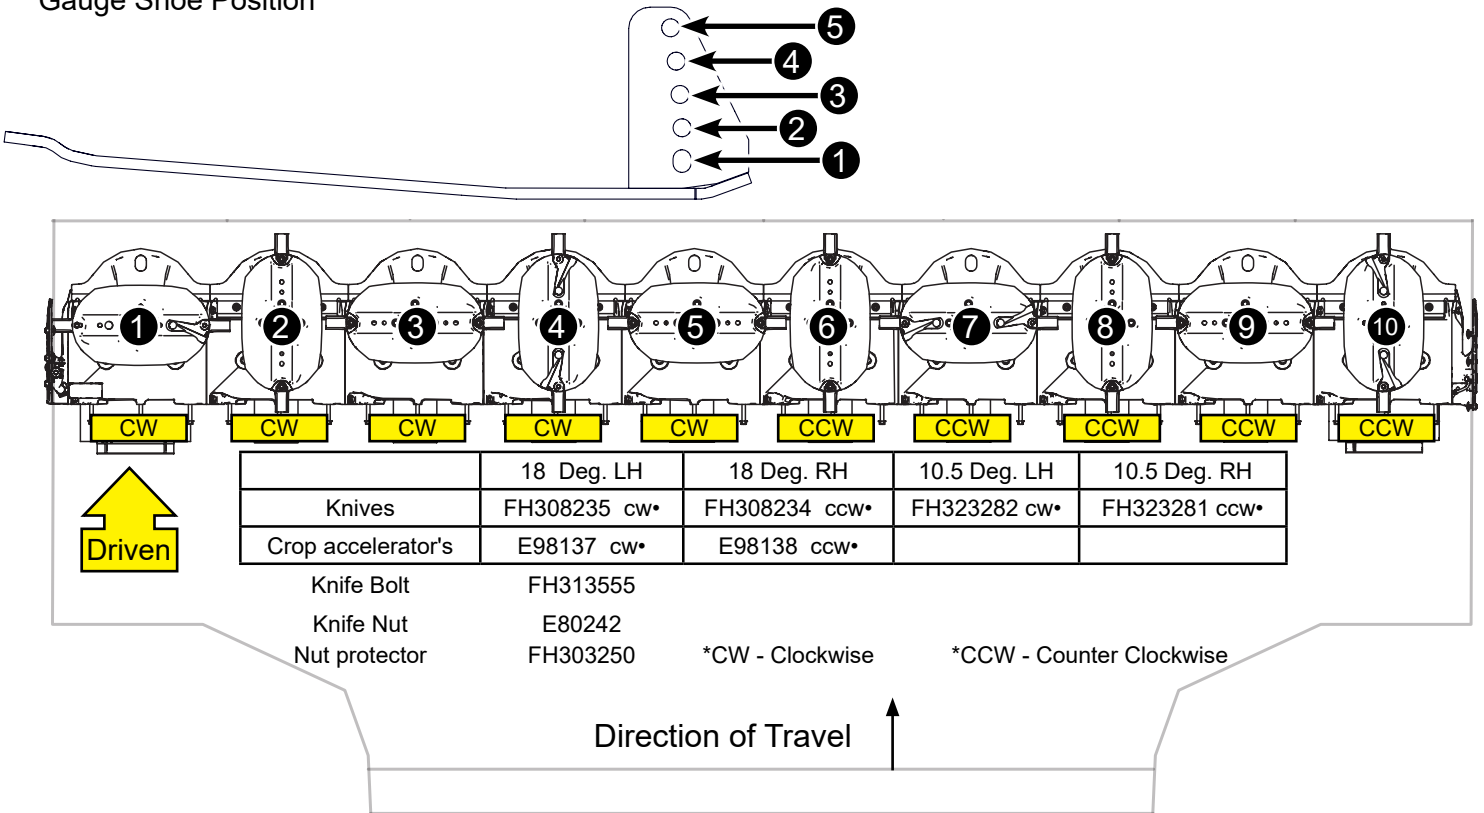 Gauge Shoe Position
5
4
3
2
1
1 2 3 4 5 6 7 8 9 10
CW CW CW CW CW CCW CCW CCW CCW CCW
Driven
18 Deg. LH 18 Deg. RH 10.5 Deg. LH 10.5 Deg. RH
Knives FH308235 cw• FH308234 ccw• FH323282 cw• FH323281 ccw•
Crop accelerator's E98137 cw• E98138 ccw•
Knife Bolt FH313555
Knife Nut E80242
Nut protector FH303250 *CW - Clockwise *CCW - Counter Clockwise
Direction of Travel